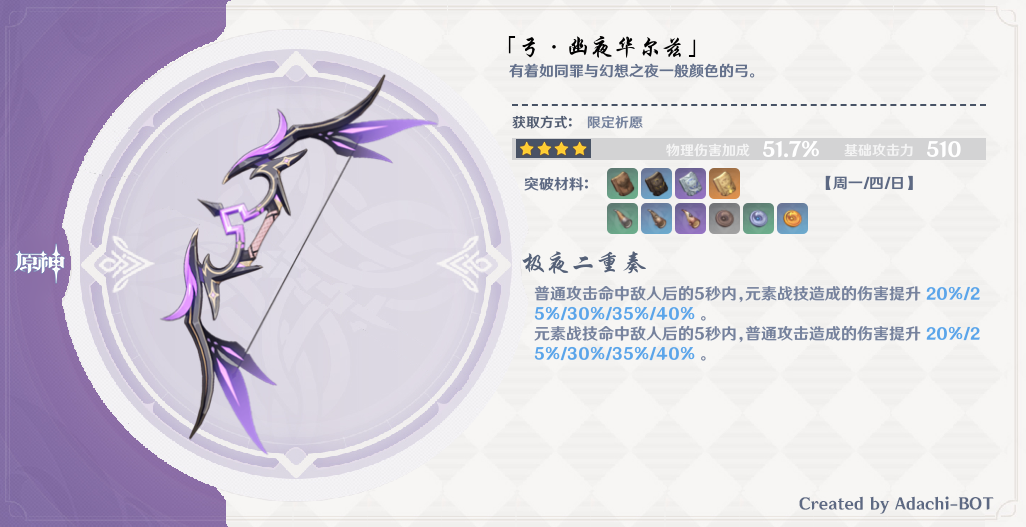 原神
「弓·幽夜华尔兹」
有着如同罪与幻想之夜一般颜色的弓。
获取方式： 限定祈愿
物理伤害加成 51.7% 基础攻击力 510
突破材料： 【周一/四/日】
极夜二重奏
普通攻击命中敌人后的5秒内，元素战技造成的伤害提升 20%/2
5%/30%/35%/40% 。
元素战技命中敌人后的5秒内，普通攻击造成的伤害提升 20%/2
5%/30%/35%/40% 。
Created by Adachi-BOT